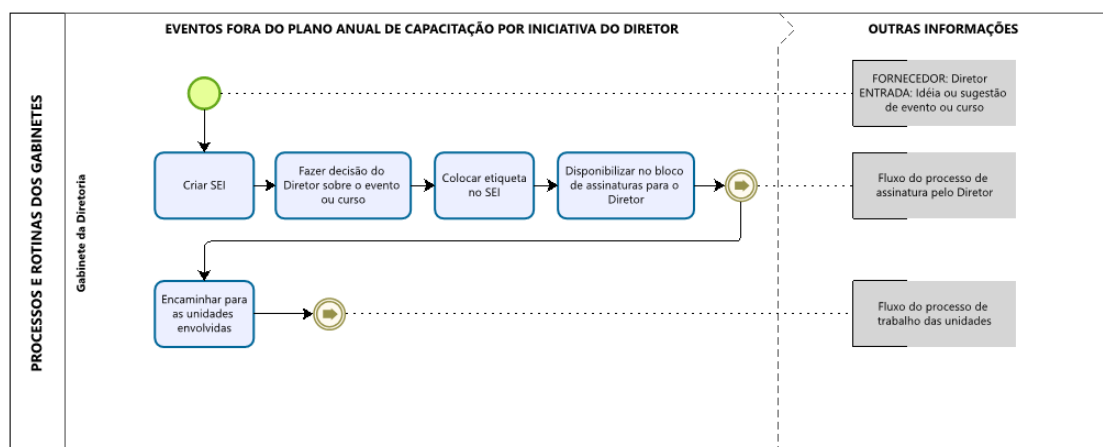 EVENTOS FORA DO PLANO ANUAL DE CAPACITAÇÃO POR INICIATIVA DO DIRETOR
OUTRAS INFORMAÇÕES
PROCESSOS E ROTINAS DOS GABINETES
Gabinete da Diretoria
FORNECEDOR: Diretor
ENTRADA: Idéia ou sugestão
de evento ou curso
Criar SEI
Fazer decisão do
Diretor sobre o evento
ou curso
Colocar etiqueta
no SEI
Disponibilizar no bloco
de assinaturas para o
Diretor
Fluxo do processo de
assinatura pelo Diretor
Encaminhar para
as unidades
envolvidas
Fluxo do processo de
trabalho das unidades